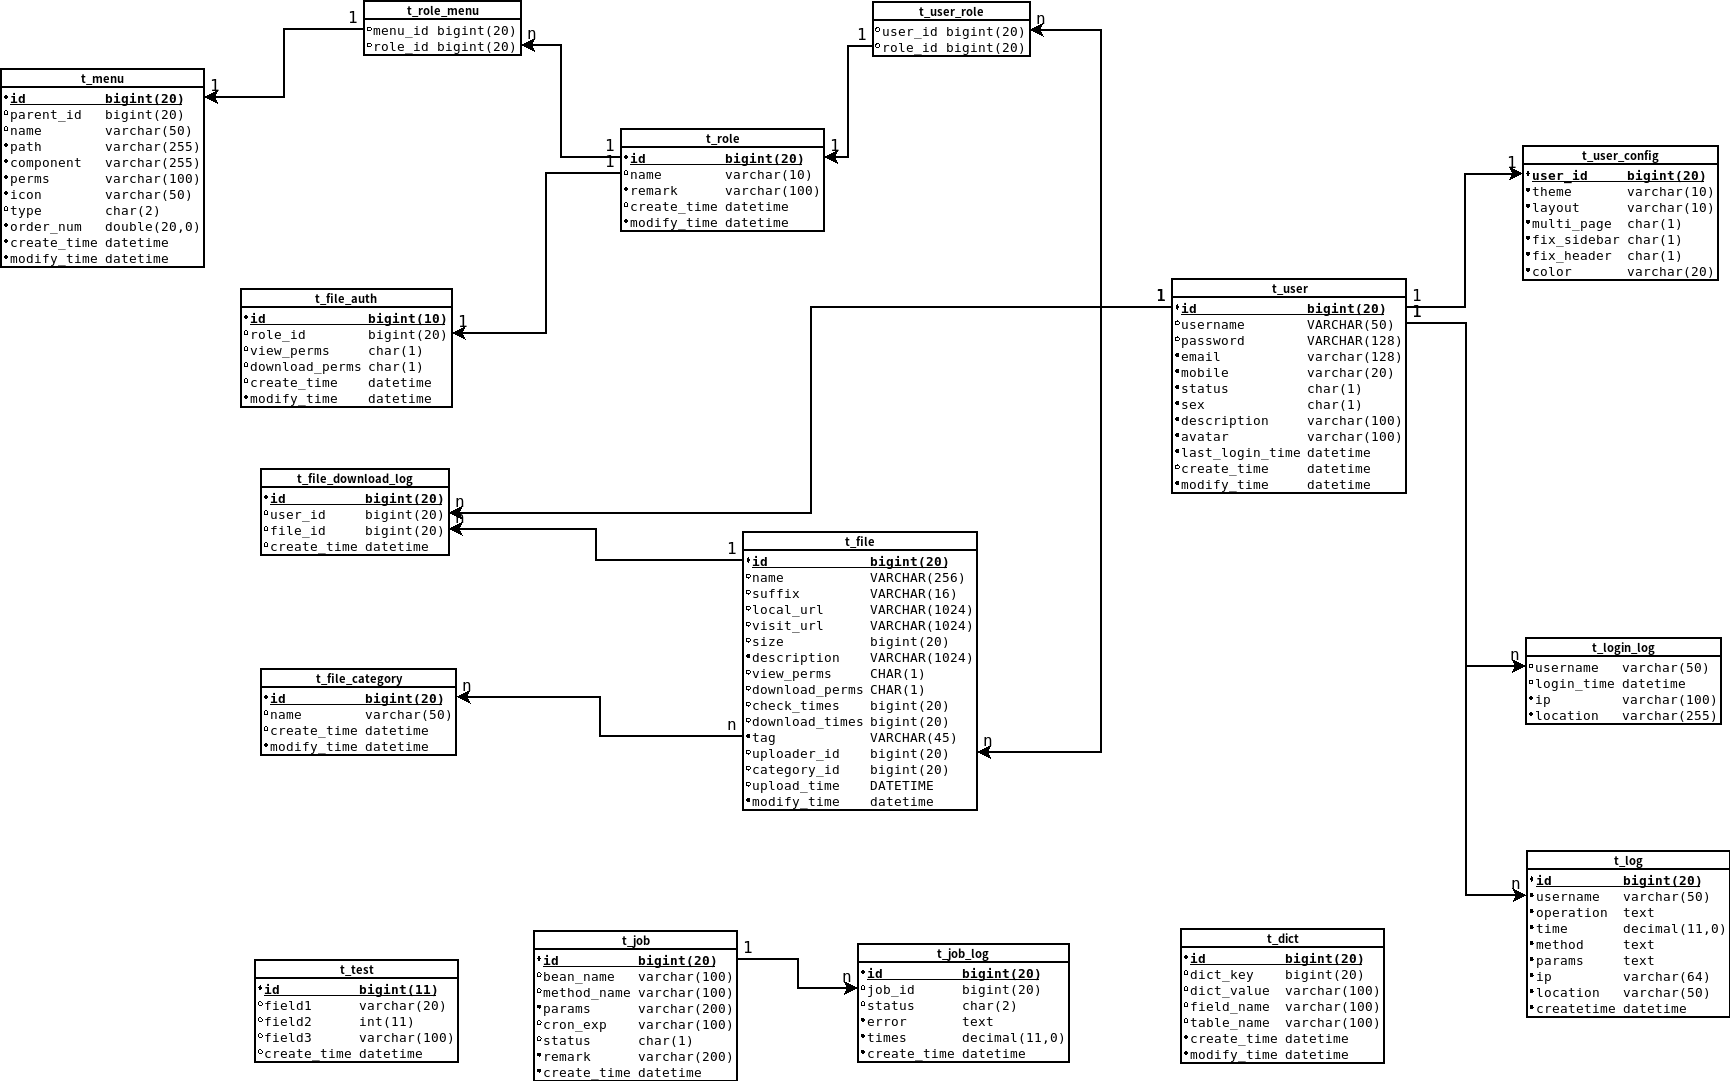 t_role_menu
menu_id bigint(20)
role_id bigint(20)
1
n
t_user_role
user_id bigint(20)
role_id bigint(20)
1
n
t_menu
id bigint(20)
parent_id bigint(20)
name varchar(50)
path varchar(255)
component varchar(255)
perms varchar(100)
icon varchar(50)
type char(2)
order_num double(20,0)
create_time datetime
modify_time datetime
1
t_role
id bigint(20)
name varchar(10)
remark varchar(100)
create_time datetime
modify_time datetime
1
1
1
t_user_config
user_id bigint(20)
theme varchar(10)
layout varchar(10)
multi_page char(1)
fix_sidebar char(1)
fix_header char(1)
color varchar(20)
1
t_file_auth
id bigint(10)
role_id bigint(20)
view_perms char(1)
download_perms char(1)
create_time datetime
modify_time datetime
1
t_user
id bigint(20)
username VARCHAR(50)
password VARCHAR(128)
email varchar(128)
mobile varchar(20)
status char(1)
sex char(1)
description varchar(100)
avatar varchar(100)
last_login_time datetime
create_time datetime
modify_time datetime
1
1
1
t_file_download_log
id bigint(20)
user_id bigint(20)
file_id bigint(20)
create_time datetime
n
n
t_file
id bigint(20)
name VARCHAR(256)
suffix VARCHAR(16)
local_url VARCHAR(1024)
visit_url VARCHAR(1024)
size bigint(20)
description VARCHAR(1024)
view_perms CHAR(1)
download_perms CHAR(1)
check_times bigint(20)
download_times bigint(20)
tag VARCHAR(45)
uploader_id bigint(20)
category_id bigint(20)
upload_time DATETIME
modify_time datetime
1
n
n
t_file_category
id bigint(20)
name varchar(50)
create_time datetime
modify_time datetime
n
t_login_log
username varchar(50)
login_time datetime
ip varchar(100)
location varchar(255)
n
t_log
id bigint(20)
username varchar(50)
operation text
time decimal(11,0)
method text
params text
ip varchar(64)
location varchar(50)
createtime datetime
n
t_test
id bigint(11)
field1 varchar(20)
field2 int(11)
field3 varchar(100)
create_time datetime
t_job
id bigint(20)
bean_name varchar(100)
method_name varchar(100)
params varchar(200)
cron_exp varchar(100)
status char(1)
remark varchar(200)
create_time datetime
1
t_job_log
id bigint(20)
job_id bigint(20)
status char(2)
error text
times decimal(11,0)
create_time datetime
n
t_dict
id bigint(20)
dict_key bigint(20)
dict_value varchar(100)
field_name varchar(100)
table_name varchar(100)
create_time datetime
modify_time datetime